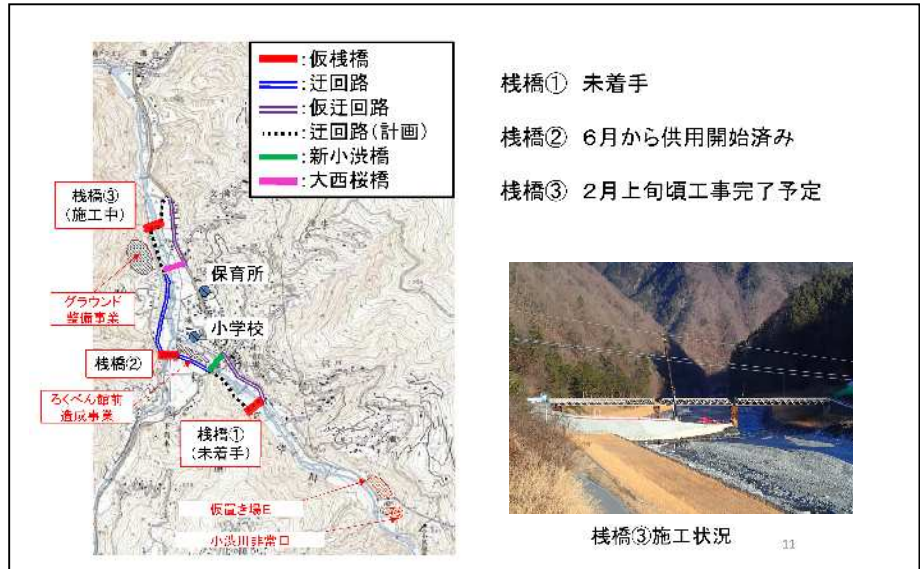 :仮桟橋
:迂回路
:仮迂回路
:迂回路(計画)
:新小渋橋
:大西桜橋
桟橋① 未着手
桟橋② 6月から供用開始済み
桟橋③ 2月上旬頃工事完了予定
桟橋③
(施工中)
保育所
グラウンド
整備事業
小学校
桟橋②
ろくべん館前
造成事業
桟橋①
(未着手)
仮置き場E
小渋川非常口
桟橋③施工状況
11